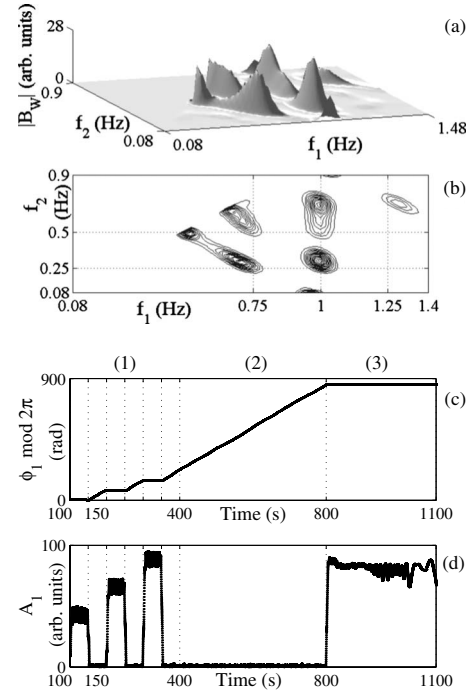 28
(a)
|B_W| (arb. units)
0
0.9
f_2 (Hz)
0.08
0.08
f_1 (Hz)
1.48
0.9
(b)
f_2
(Hz)
0.5
0.25
0.08
0.08
f_1 (Hz)
0.75
1
1.4
(1)
(2)
(3)
900
(c)
ϕ_1 mod 2π
(rad)
0
100
150
400
Time (s)
800
1100
100
(d)
A_1
(arb. units)
0
100
150
400
Time (s)
800
1100